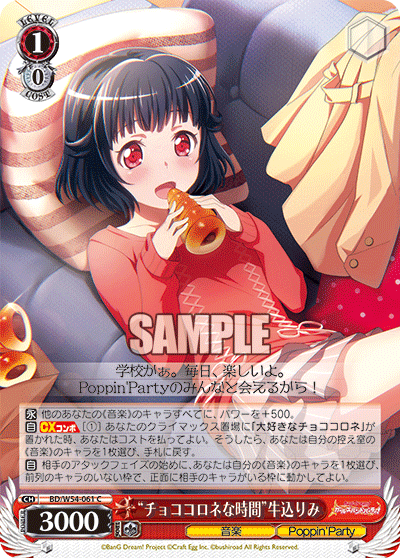 LEVEL
1
0
COST
SAMPLE
学校かぁ。毎日、楽しいよ。
Poppin'Partyのみんなと会えるから!
永 他のあなたの《音楽》のキャラすべてに、パワーを+500。
自 CXコンボ [(1)] あなたのクライマックス置場に「大好きなチョココロネ」が
置かれた時、あなたはコストを払ってよい。そうしたら、あなたは自分の控え室
の《音楽》のキャラを1枚選び、手札に戻す。
自 相手のアタックフェイズの始めに、あなたは自分の《音楽》のキャラを1枚選び、
前列のキャラのいない枠に、そのキャラを動かしてよい。
CH BD/W54-061 C
3000
“チョココロネな時間”牛込りみ
音楽
Poppin'Party
©BanG Dream! Project ©Craft Egg Inc. ©bushiroad All Rights Reserved.